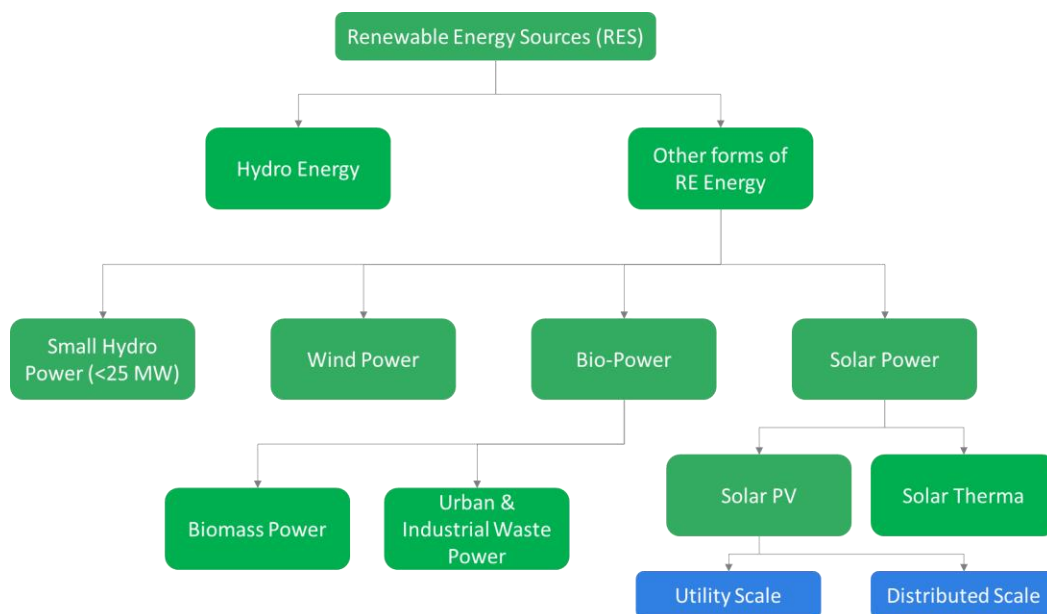 Renewable Energy Sources (RES)
Hydro Energy
Other forms of
RE Energy
Small Hydro
Power (<25 MW)
Wind Power
Bio-Power
Solar Power
Biomass Power
Urban &
Industrial Waste
Power
Solar PV
Solar Therma
Utility Scale
Distributed Scale